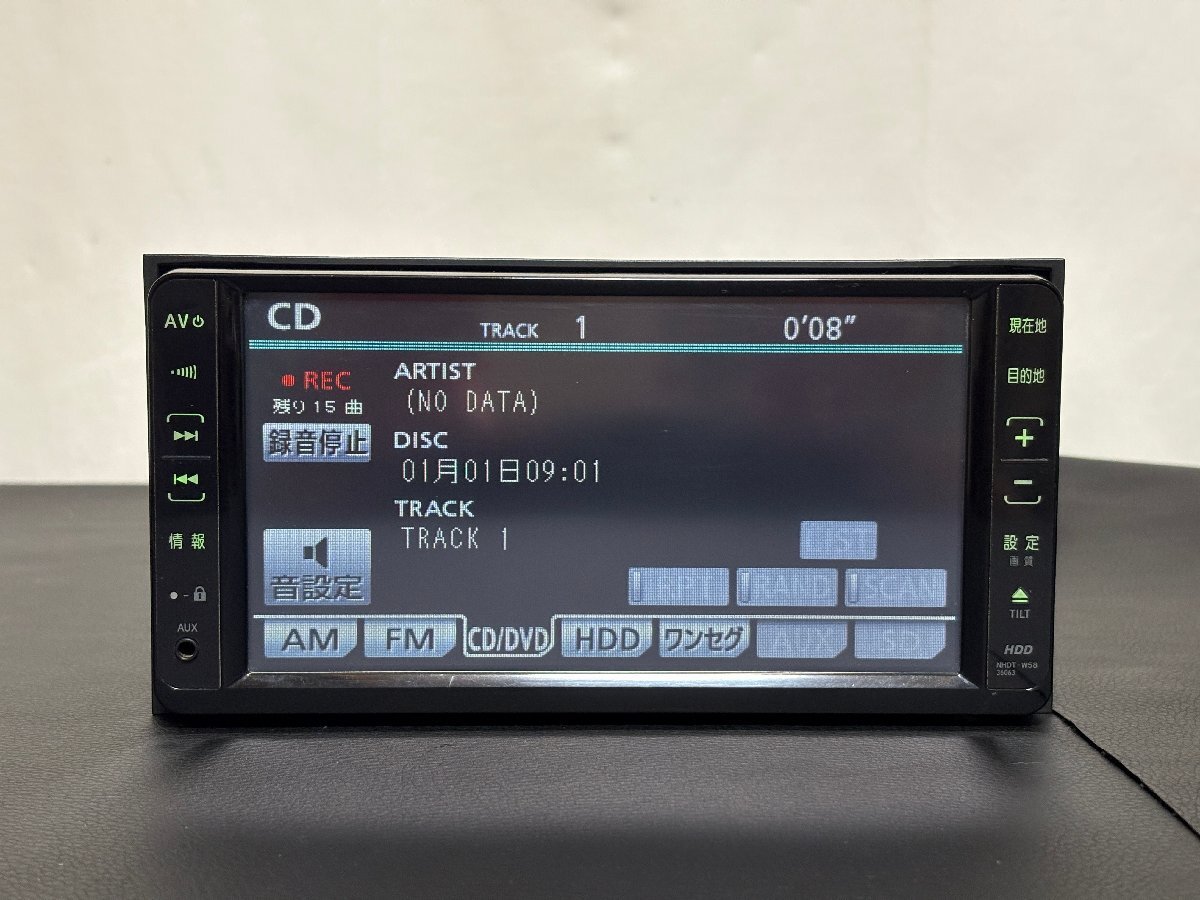 AV
情報
AUX
CD
TRACK 1 0'08"
REC
残り15曲
録音停止
ARTIST
(NO DATA)
DISC
01月01日09:01
TRACK
TRACK 1
音設定
RAND
SCAN
AM FM CD/DVD HDD ワンセグ AUX
現在地
目的地
+
-
設定
画質
TILT
HDD
NHDT-W58
36063